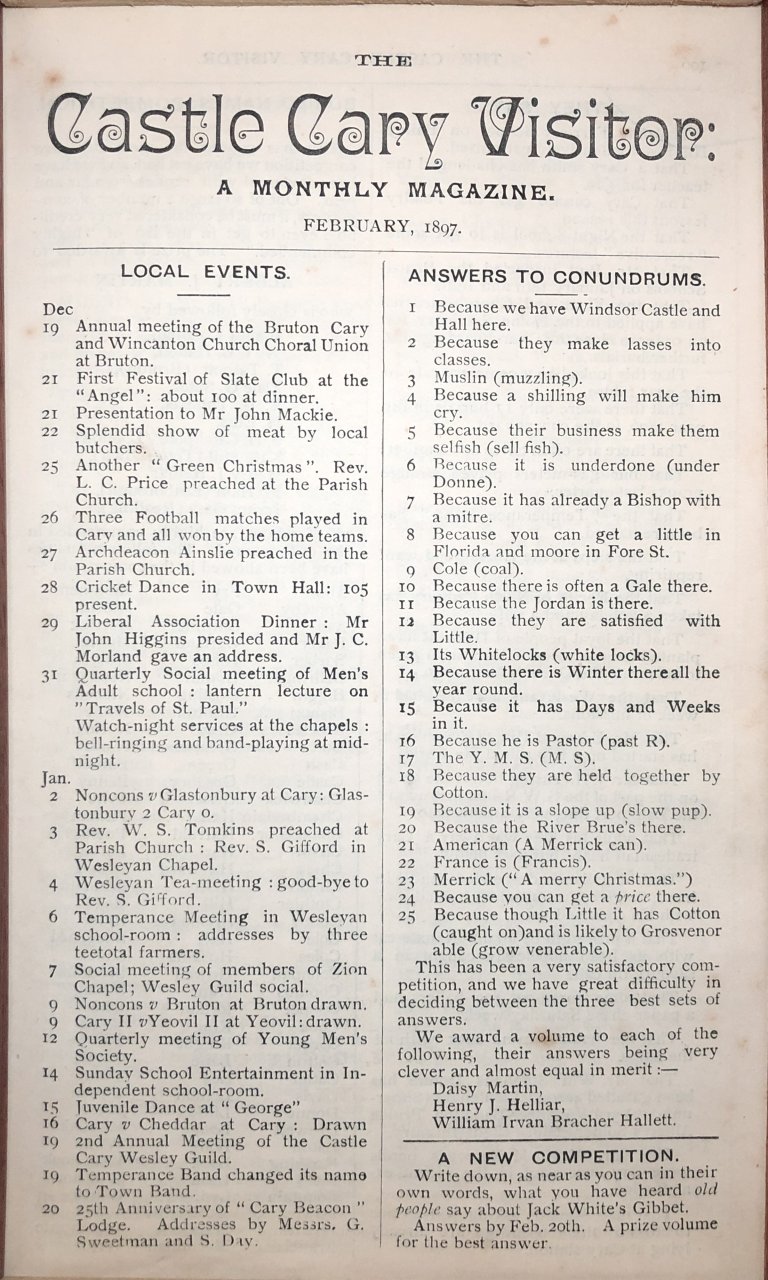 THE
Castle Cary Visitor:
A MONTHLY MAGAZINE.
FEBRUARY, 1897.
LOCAL EVENTS.
Dec
19 Annual meeting of the Bruton Cary
and Wincanton Church Choral Union
at Bruton.
21 First Festival of Slate Club at the
"Angel": about 100 at dinner.
21 Presentation to Mr John Mackie.
22 Splendid show of meat by local
butchers.
25 Another "Green Christmas". Rev.
L. C. Price preached at the Parish
Church.
26 Three Football matches played in
Cary and all won by the home teams.
27 Archdeacon Ainslie preached in the
Parish Church.
28 Cricket Dance in Town Hall: 105
present.
29 Liberal Association Dinner: Mr
John Higgins presided and Mr J. C.
Morland gave an address.
31 Quarterly Social meeting of Men's
Adult school : lantern lecture on
"Travels of St. Paul."
Watch-night services at the chapels :
bell-ringing and band-playing at mid-
night.
Jan.
2 Noncons v Glastonbury at Cary: Glas-
tonbury 2 Cary 0.
3 Rev. W. S. Tomkins preached at
Parish Church : Rev. S. Gifford in
Wesleyan Chapel.
4 Wesleyan Tea-meeting : good-bye to
Rev. S. Gifford.
6 Temperance Meeting in Wesleyan
school-room : addresses by three
teetotal farmers.
7 Social meeting of members of Zion
Chapel; Wesley Guild social.
9 Noncons v Bruton at Bruton drawn.
9 Cary II v Yeovil II at Yeovil: drawn.
12 Quarterly meeting of Young Men's
Society.
14 Sunday School Entertainment in In-
dependent school-room.
15 Juvenile Dance at "George"
16 Cary v Cheddar at Cary : Drawn
19 2nd Annual Meeting of the Castle
Cary Wesley Guild.
19 Temperance Band changed its name
to Town Band.
20 25th Anniversary of "Cary Beacon"
Lodge. Addresses by Messrs. G.
Sweetman and S. Day.
ANSWERS TO CONUNDRUMS.
1 Because we have Windsor Castle and
Hall here.
2 Because they make lasses into
classes.
3 Muslin (muzzling).
4 Because a shilling will make him
cry.
5 Because their business make them
selfish (sell fish).
6 Because it is underdone (under
Donne).
7 Because it has already a Bishop with
a mitre.
8 Because you can get a little in
Florida and moore in Fore St.
9 Cole (coal).
10 Because there is often a Gale there.
11 Because the Jordan is there.
12 Because they are satisfied with
Little.
13 Its Whitelocks (white locks).
14 Because there is Winter there all the
year round.
15 Because it has Days and Weeks
in it.
16 Because he is Pastor (past R).
17 The Y. M. S. (M. S).
18 Because they are held together by
Cotton.
19 Because it is a slope up (slow pup).
20 Because the River Brue's there.
21 American (A Merrick can).
22 France is (Francis).
23 Merrick ("A merry Christmas.")
24 Because you can get a price there.
25 Because though Little it has Cotton
(caught on)and is likely to Grosvenor
able (grow venerable).
This has been a very satisfactory com-
petition, and we have great difficulty in
deciding between the three best sets of
answers.
We award a volume to each of the
following, their answers being very
clever and almost equal in merit :—
Daisy Martin,
Henry J. Helliar,
William Irvan Bracher Hallett.
A NEW COMPETITION.
Write down, as near as you can in their
own words, what you have heard old
people say about Jack White's Gibbet.
Answers by Feb. 20th. A prize volume
for the best answer.